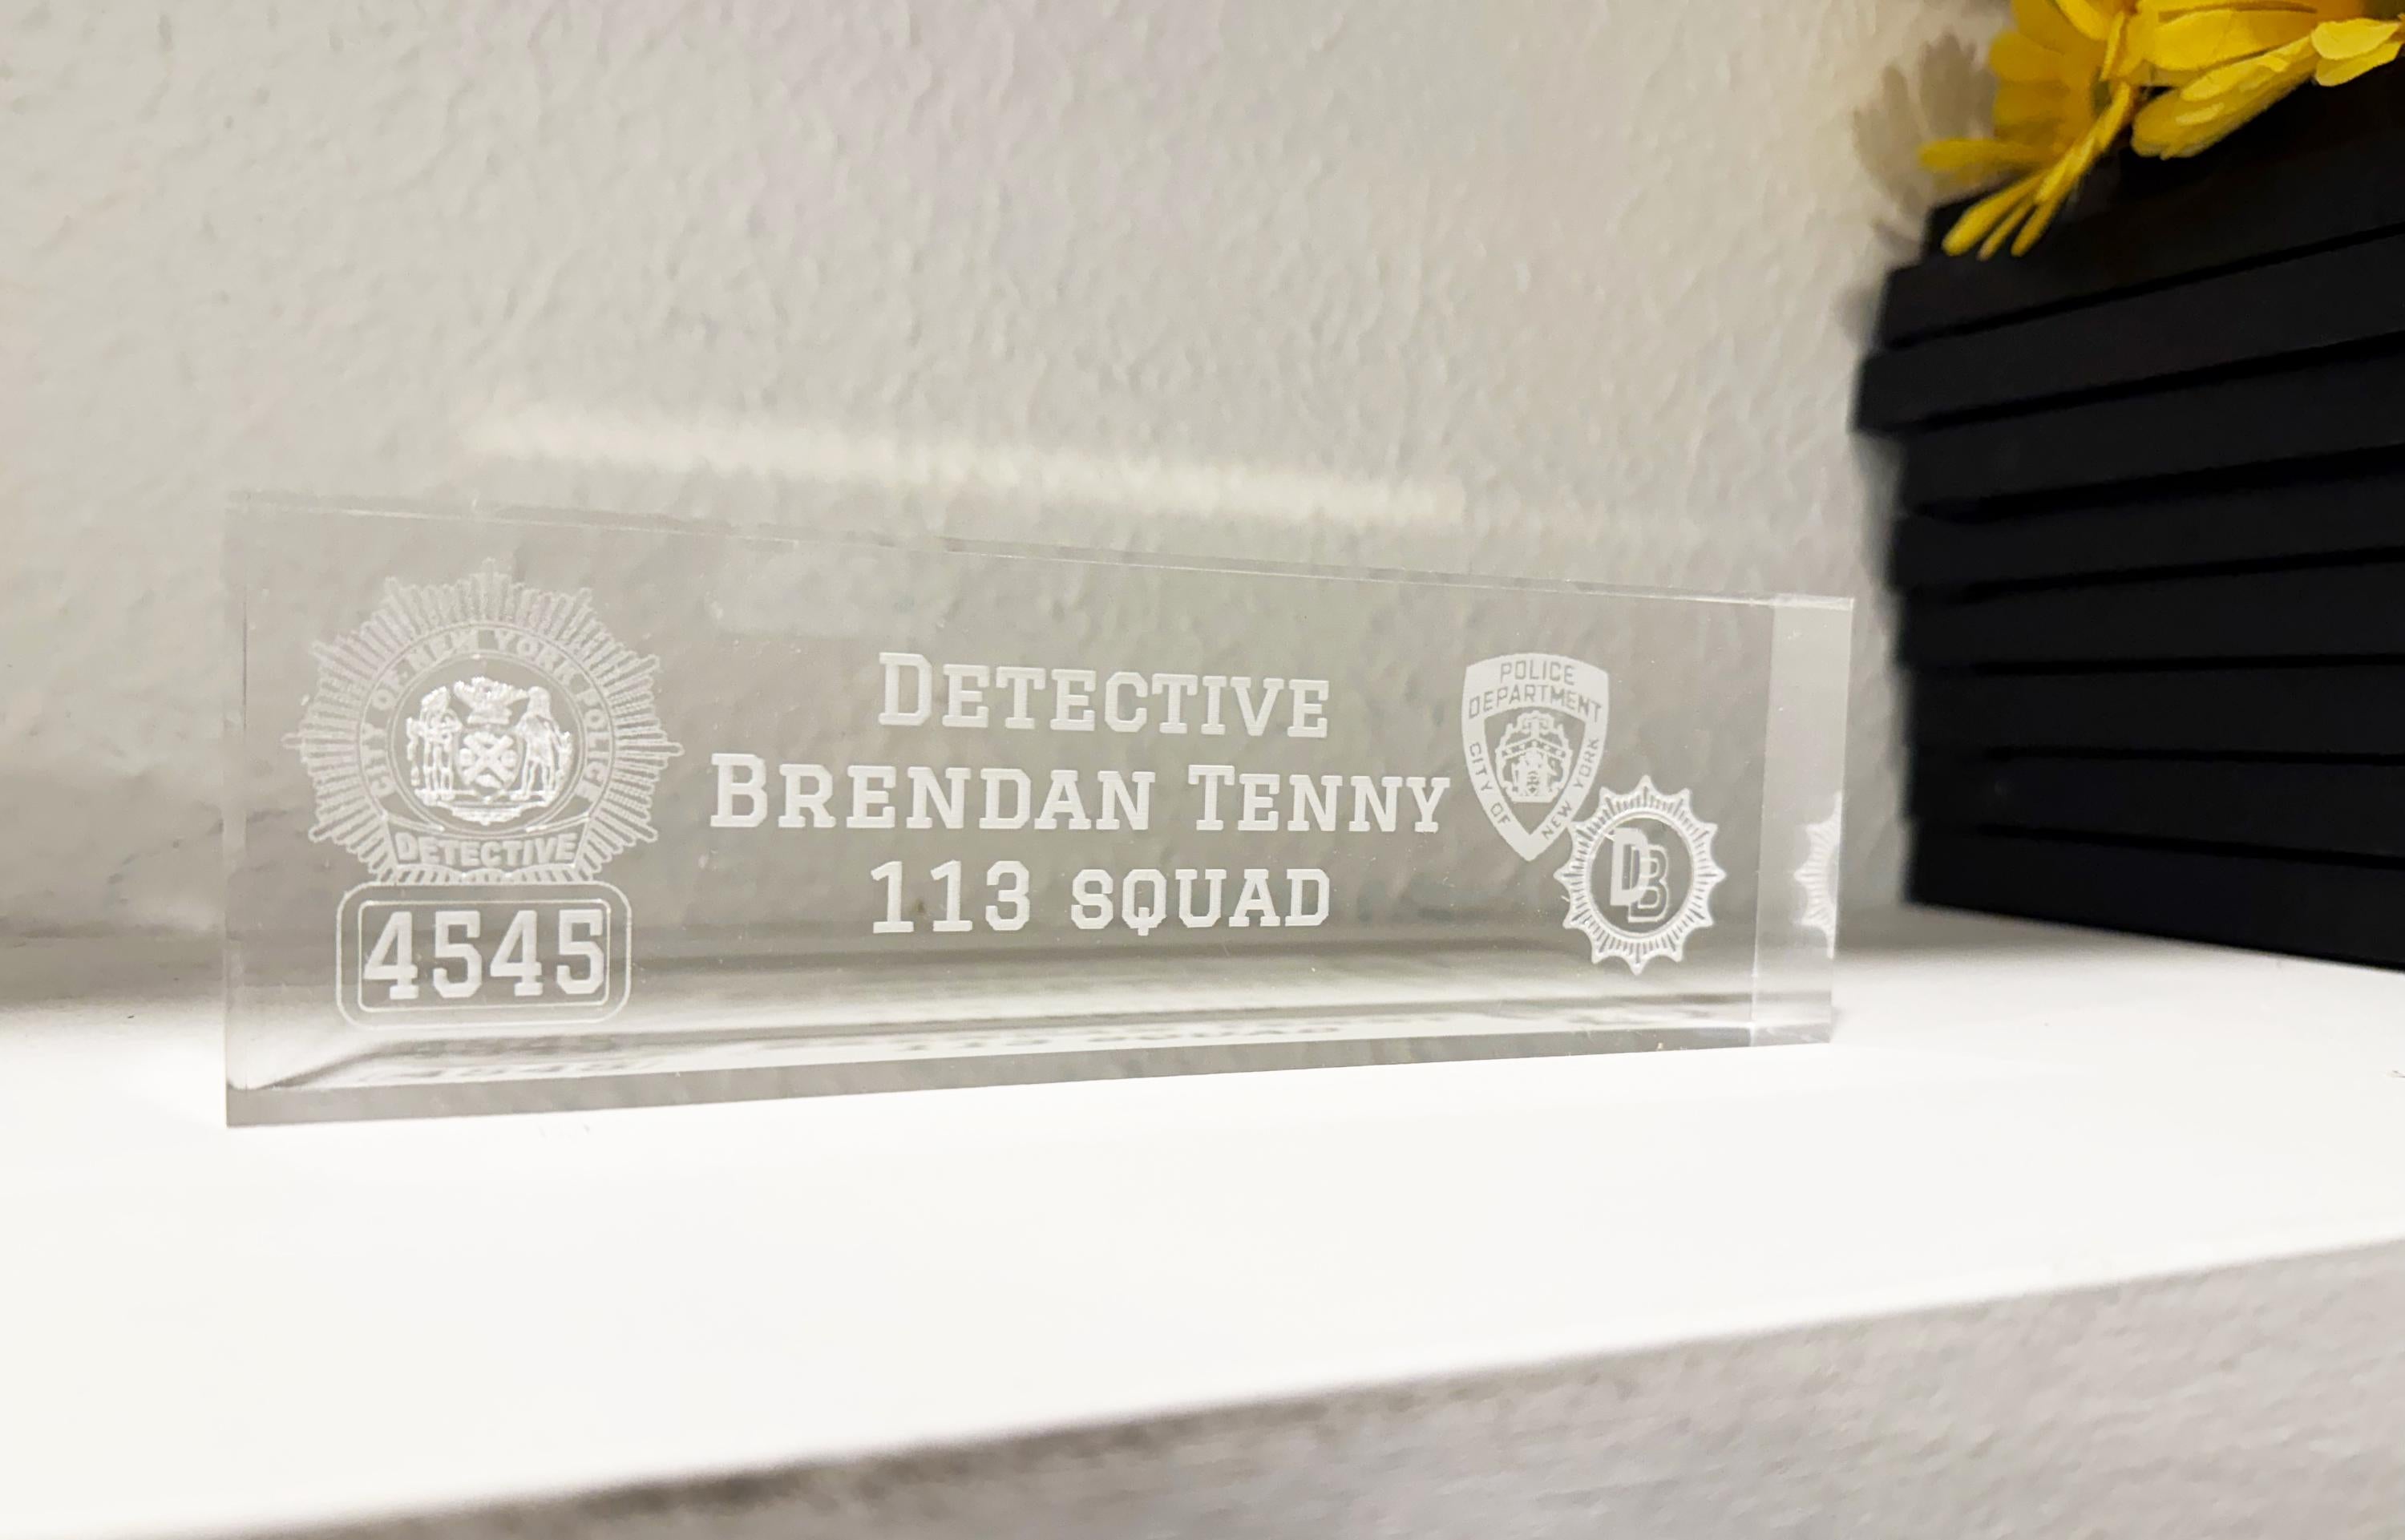 CITY OF NEW YORK POLICE
DETECTIVE
4545
DETECTIVE
BRENDAN TENNY
113 SQUAD
POLICE
DEPARTMENT
CITY OF NEW YORK
DB